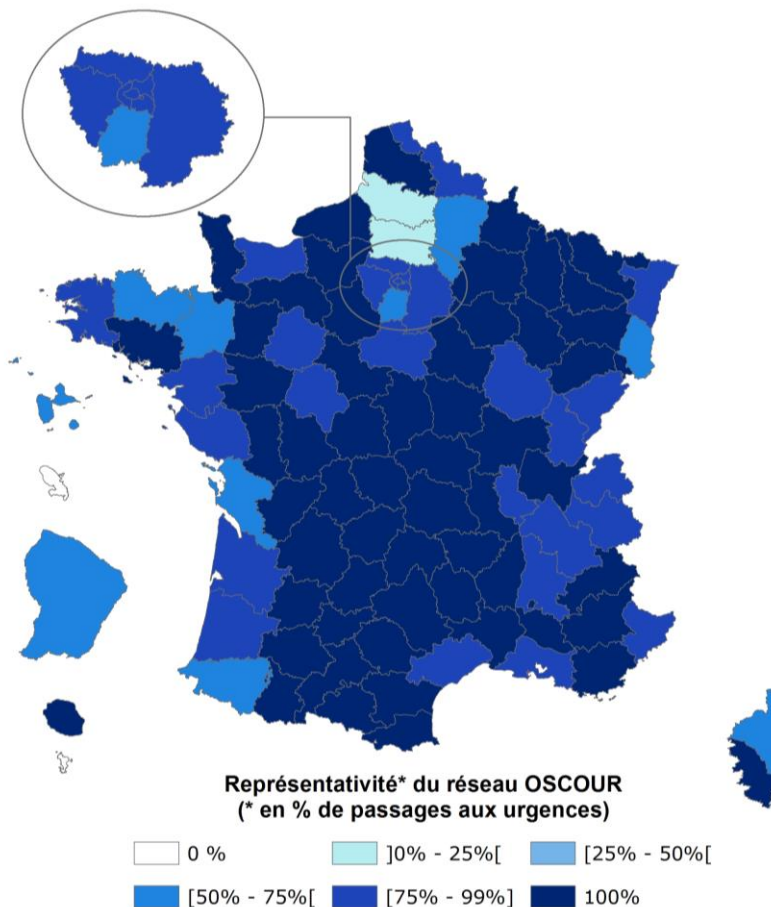 Représentativité* du réseau OSCOUR
(* en % de passages aux urgences)
0 %
]0% - 25%[
[25% - 50%[
[50% - 75%[
[75% - 99%]
100%